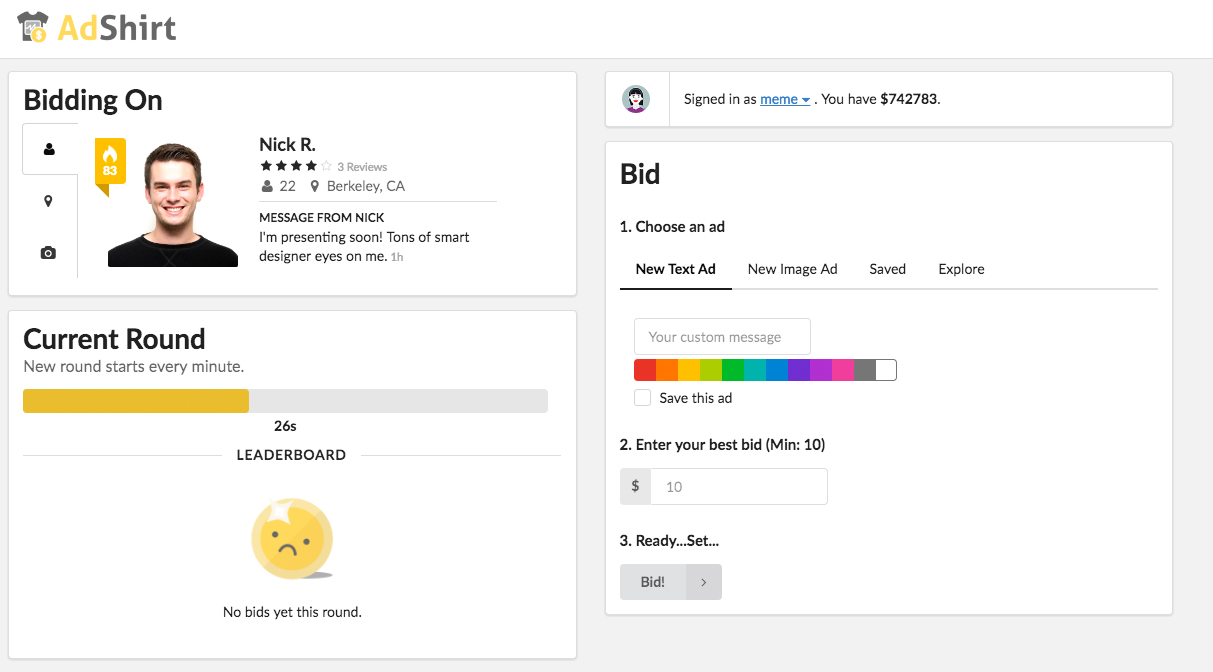 AdShirt
Bidding On
83
Nick R.
3 Reviews
22 Berkeley, CA
MESSAGE FROM NICK
I'm presenting soon! Tons of smart
designer eyes on me. 1h
Current Round
New round starts every minute.
26s
LEADERBOARD
No bids yet this round.
Signed in as meme . You have $742783.
Bid
1. Choose an ad
New Text Ad New Image Ad Saved Explore
Your custom message
Save this ad
2. Enter your best bid (Min: 10)
$ 10
3. Ready...Set...
Bid!